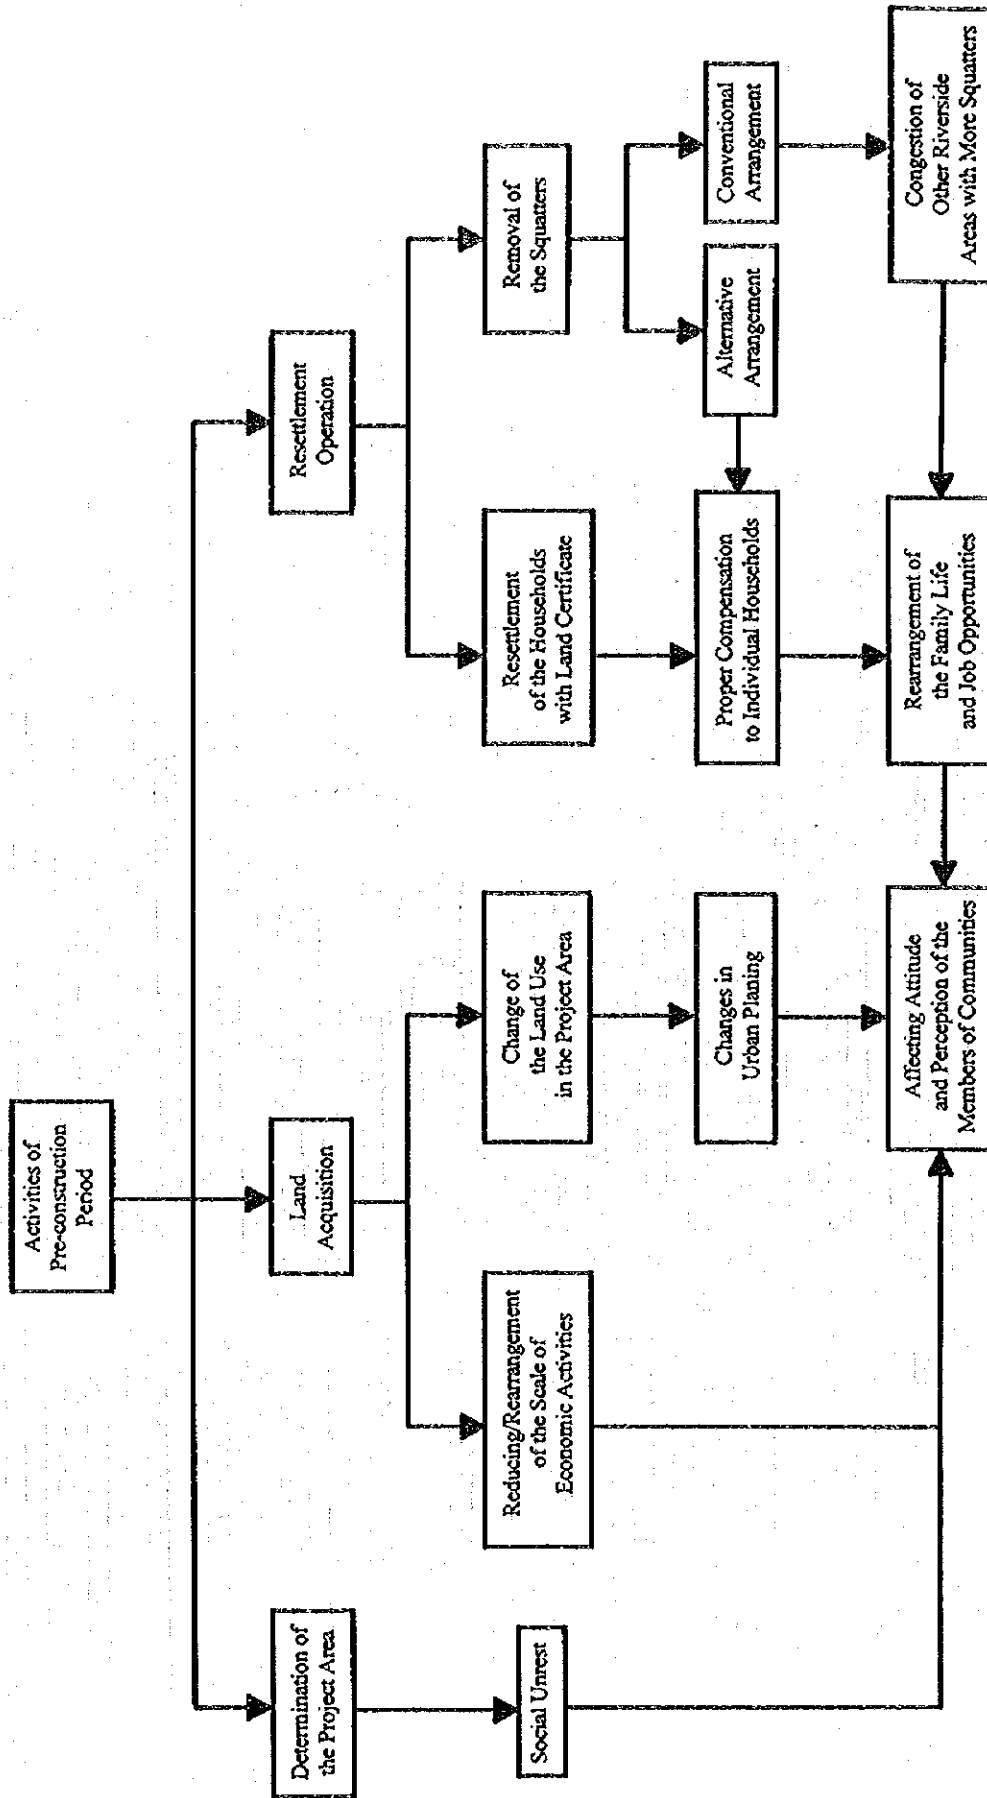 Activities of
Pre-construction
Period
Determination of
the Project Area
Land
Acquisition
Resettlement
Operation
Social Unrest
Reducing/Rearrangement
of the Scale of
Economic Activities
Change of
the Land Use
in the Project Area
Resettlement
of the Households
with Land Certificate
Removal of
the Squatters
Changes in
Urban Planing
Proper Compensation
to Individual Households
Alternative
Arrangement
Conventional
Arrangement
Affecting Attitude
and Perception of the
Members of Communities
Rearrangement of
the Family Life
and Job Opportunities
Congestion of
Other Riverside
Areas with More Squatters